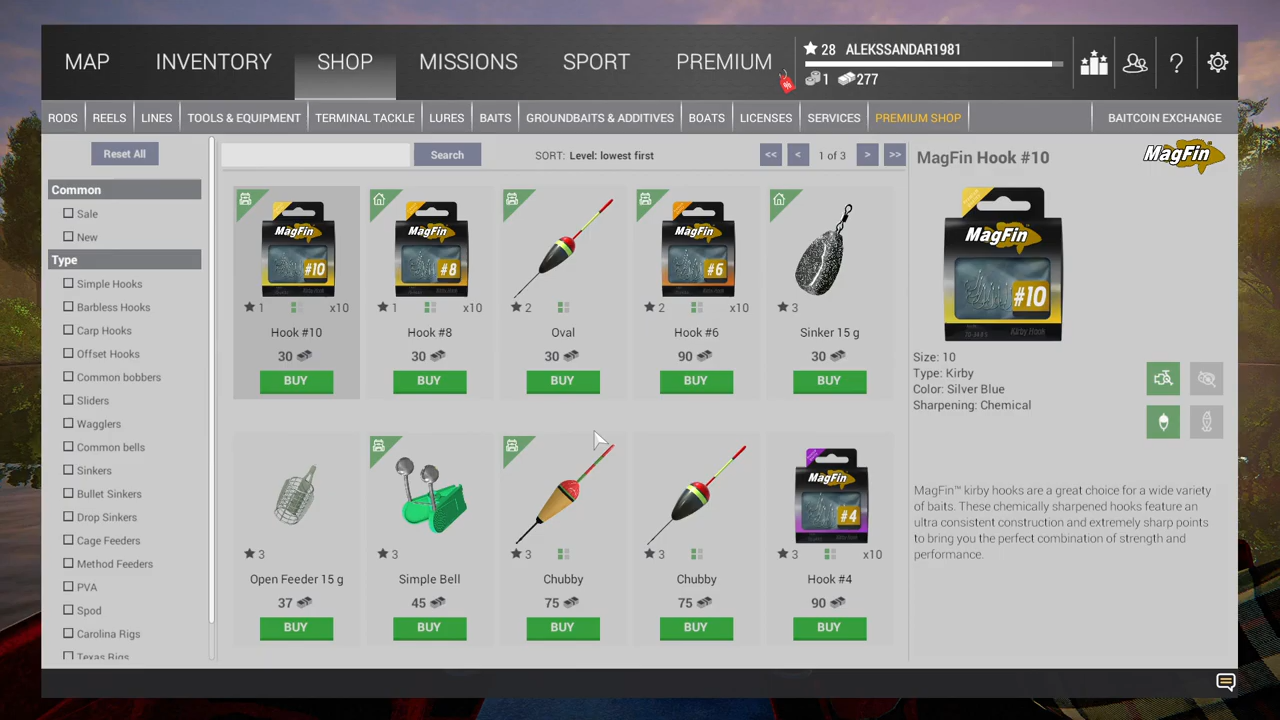 MAP INVENTORY SHOP MISSIONS SPORT PREMIUM
28 ALEKSSANDAR1981
1 277
RODS REELS LINES TOOLS & EQUIPMENT TERMINAL TACKLE LURES BAITS GROUNDBAITS & ADDITIVES BOATS LICENSES SERVICES PREMIUM SHOP BAITCOIN EXCHANGE
Reset All
Common
Sale
New
Type
Simple Hooks
Barbless Hooks
Carp Hooks
Offset Hooks
Common bobbers
Sliders
Wagglers
Common bells
Sinkers
Bullet Sinkers
Drop Sinkers
Cage Feeders
Method Feeders
PVA
Spod
Carolina Rigs
Texas Rigs
Search
SORT: Level: lowest first
<< < 1 of 3 > >>
MagFin MagFin MagFin
#10 #8 #6
1 x10 1 x10 2 2 x10 3
Hook #10 Hook #8 Oval Hook #6 Sinker 15 g
30 30 30 90 30
BUY BUY BUY BUY BUY
MagFin
#4
3 3 3 3 3 x10
Open Feeder 15 g Simple Bell Chubby Chubby Hook #4
37 45 75 75 90
BUY BUY BUY BUY BUY
MagFin Hook #10
MagFin
MagFin
#10
Kirby Hook
Size: 10
Type: Kirby
Color: Silver Blue
Sharpening: Chemical
MagFin™ kirby hooks are a great choice for a wide variety
of baits. These chemically sharpened hooks feature an
ultra consistent construction and extremely sharp points
to bring you the perfect combination of strength and
performance.